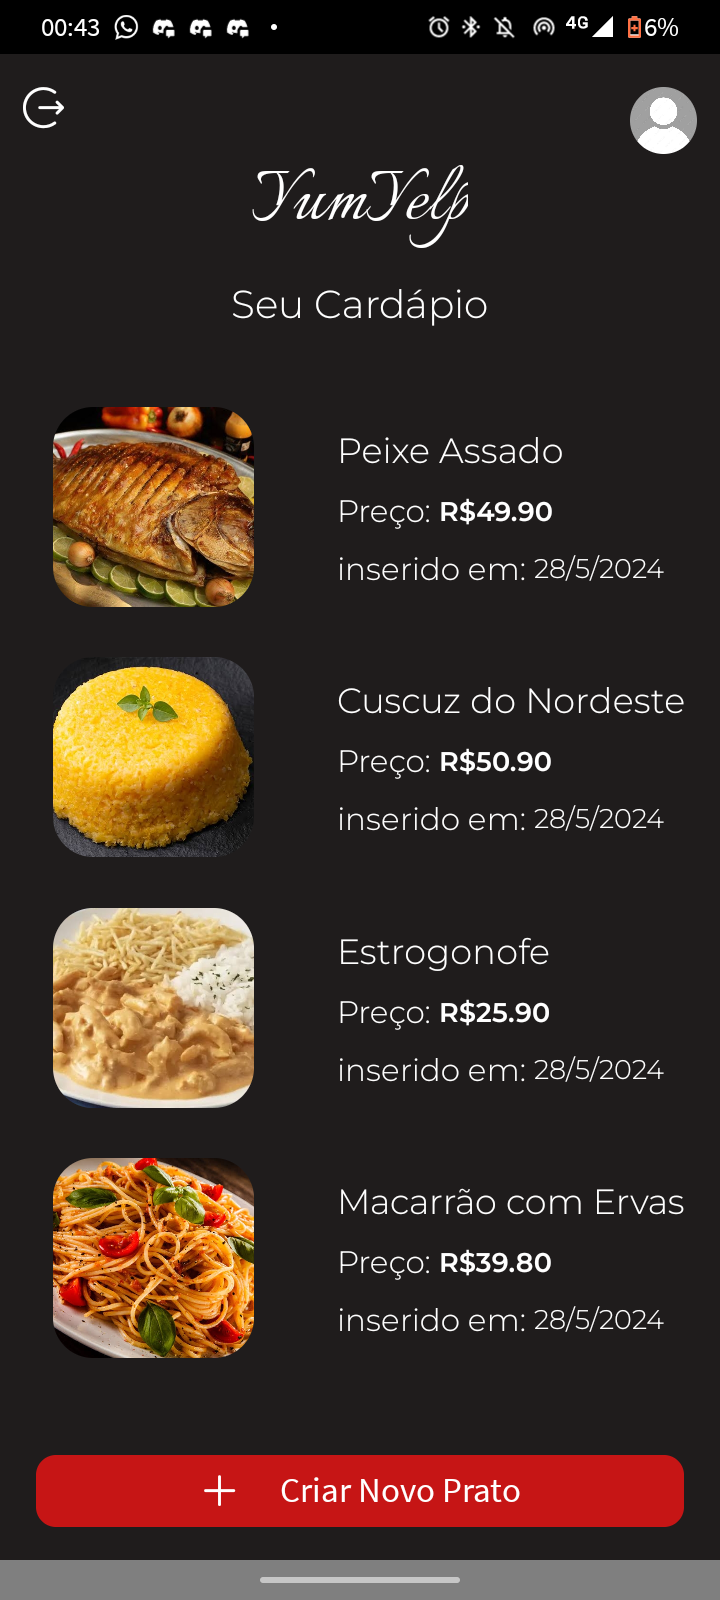 00:43 4G 6%
YumYelp
Seu Cardápio
Peixe Assado
Preço: R$49.90
inserido em: 28/5/2024
Cuscuz do Nordeste
Preço: R$50.90
inserido em: 28/5/2024
Estrogonofe
Preço: R$25.90
inserido em: 28/5/2024
Macarrão com Ervas
Preço: R$39.80
inserido em: 28/5/2024
Criar Novo Prato